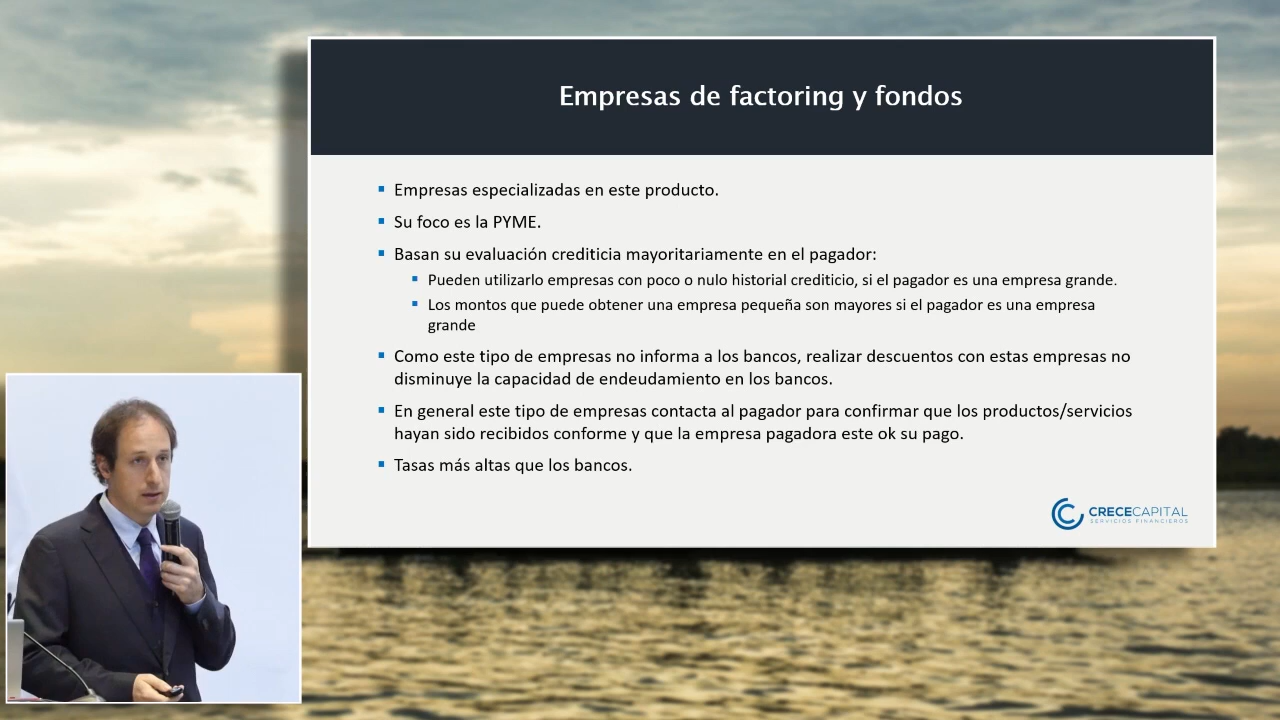 Empresas de factoring y fondos
Empresas especializadas en este producto.
Su foco es la PYME.
Basan su evaluación crediticia mayoritariamente en el pagador:
Pueden utilizarlo empresas con poco o nulo historial crediticio, si el pagador es una empresa grande.
Los montos que puede obtener una empresa pequeña son mayores si el pagador es una empresa
grande
Como este tipo de empresas no informa a los bancos, realizar descuentos con estas empresas no
disminuye la capacidad de endeudamiento en los bancos.
En general este tipo de empresas contacta al pagador para confirmar que los productos/servicios
hayan sido recibidos conforme y que la empresa pagadora este ok su pago.
Tasas más altas que los bancos.
CRECECAPITAL
SERVICIOS FINANCIEROS